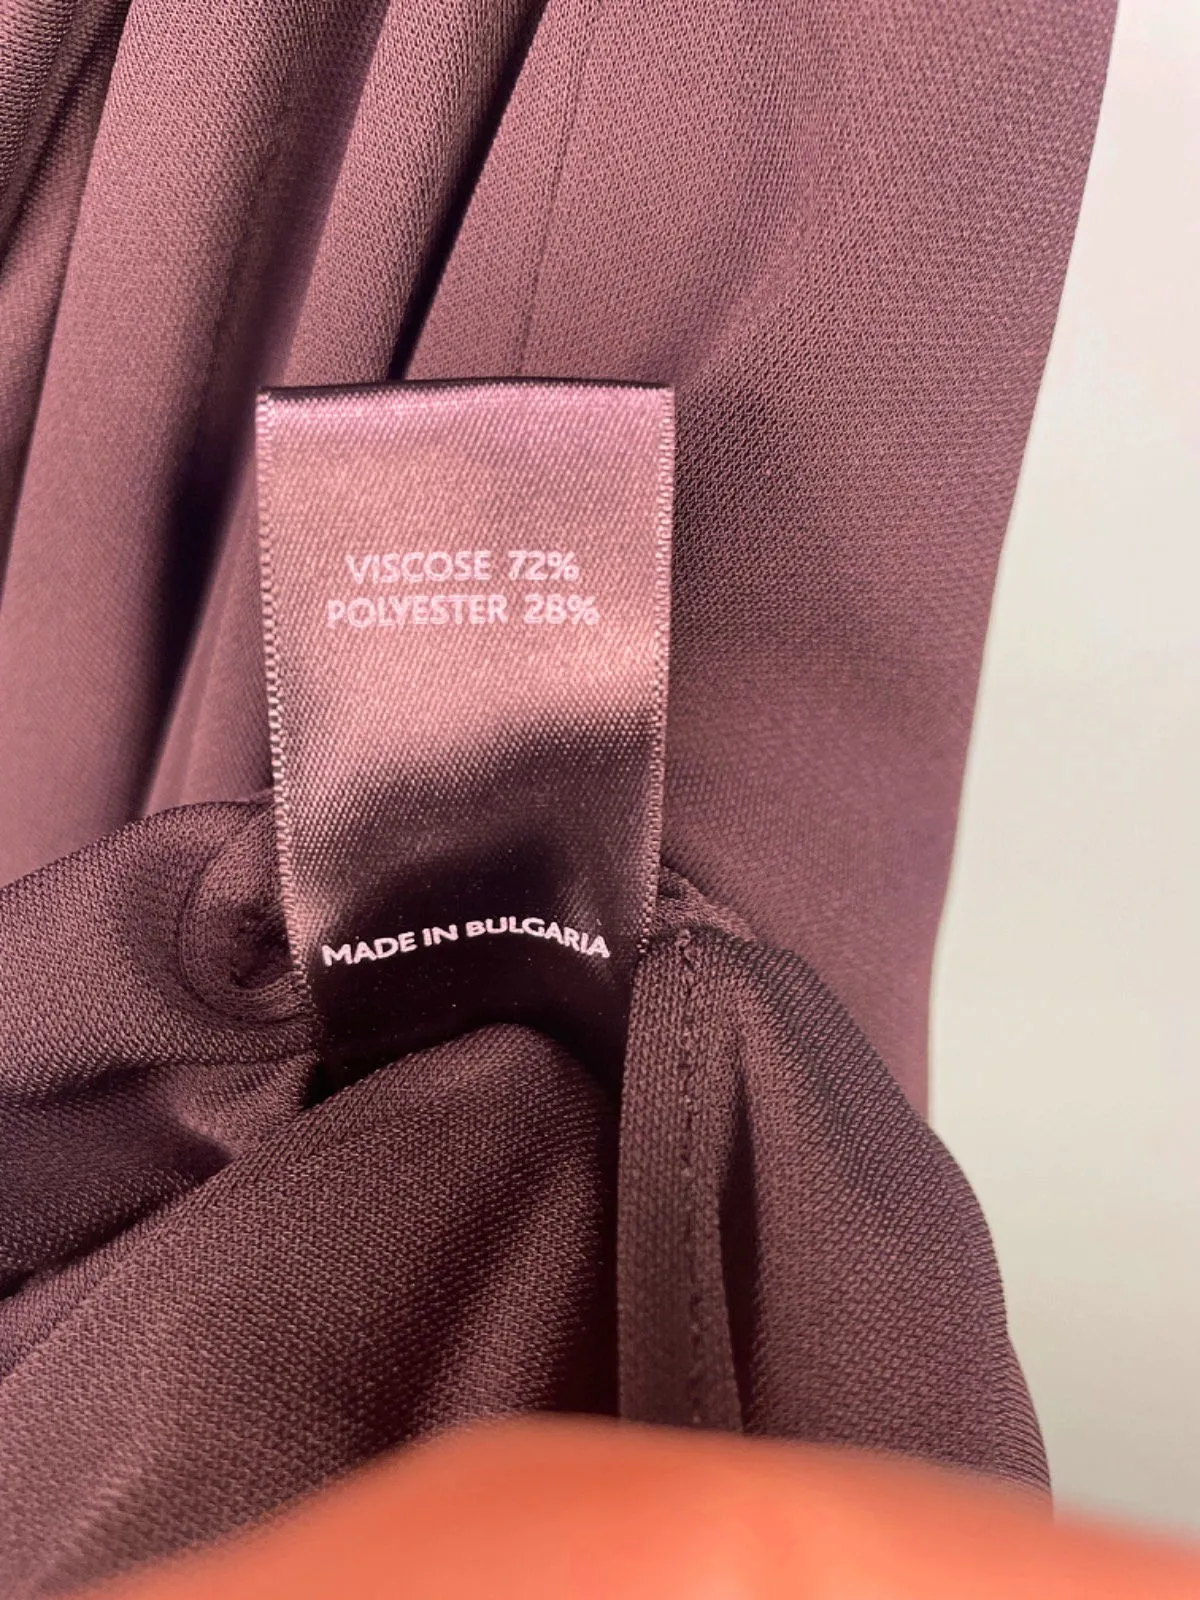 VISCOSE 72%
POLYESTER 28%
MADE IN BULGARIA